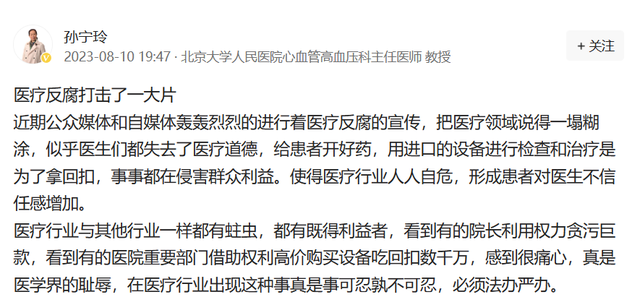 孙宁玲
2023-08-10 19:47 · 北京大学人民医院心血管高血压科主任医师 教授
+ 关注
医疗反腐打击了一大片
近期公众媒体和自媒体轰轰烈烈的进行着医疗反腐的宣传，把医疗领域说得一塌糊
涂，似乎医生们都失去了医疗道德，给患者开好药，用进口的设备进行检查和治疗是
为了拿回扣，事事都在侵害群众利益。使得医疗行业人人自危，形成患者对医生不信
任感增加。
医疗行业与其他行业一样都有蛀虫，都有既得利益者，看到有的院长利用权力贪污巨
款，看到有的医院重要部门借助权利高价购买设备吃回扣数千万，感到很痛心，真是
医学界的耻辱，在医疗行业出现这种事真是事可忍孰不可忍，必须法办严办。